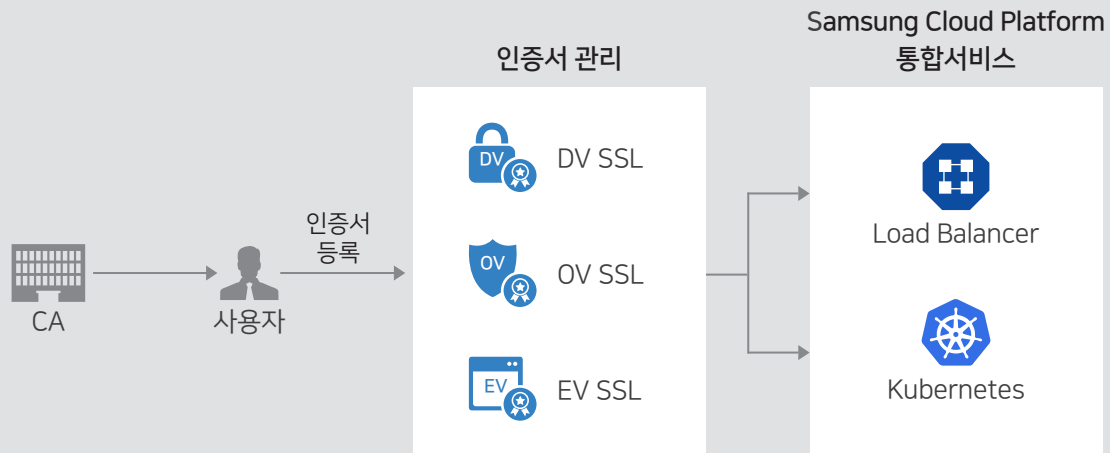 Samsung Cloud Platform
통합서비스
인증서 관리
DV
DV SSL
OV
OV SSL
EV
EV SSL
인증서
등록
CA
사용자
Load Balancer
Kubernetes